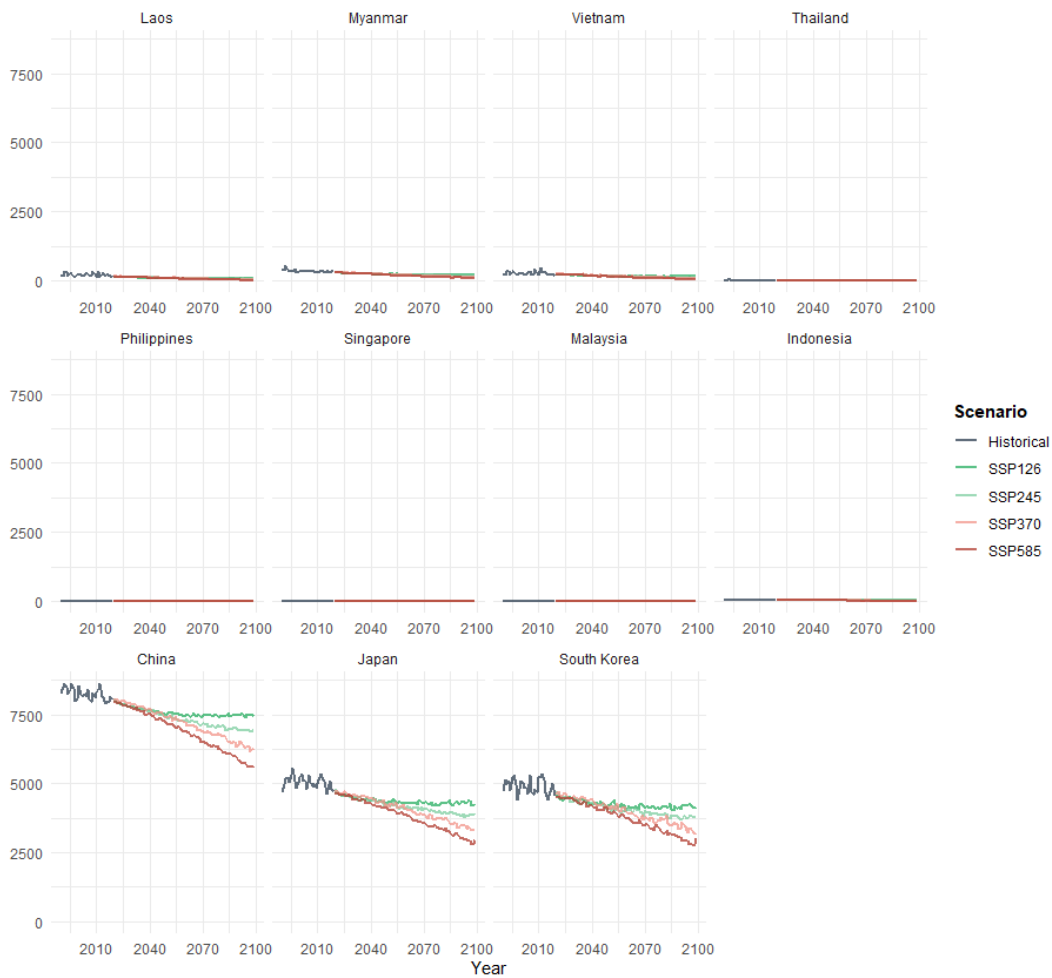 Laos Myanmar Vietnam Thailand
7500
5000
2500
0
2010 2040 2070 2100 2010 2040 2070 2100 2010 2040 2070 2100 2010 2040 2070 2100
Philippines Singapore Malaysia Indonesia
7500
5000
2500
0
2010 2040 2070 2100 2010 2040 2070 2100 2010 2040 2070 2100 2010 2040 2070 2100
Scenario
Historical
SSP126
SSP245
SSP370
SSP585
China Japan South Korea
7500
5000
2500
0
2010 2040 2070 2100 2010 2040 2070 2100 2010 2040 2070 2100
Year